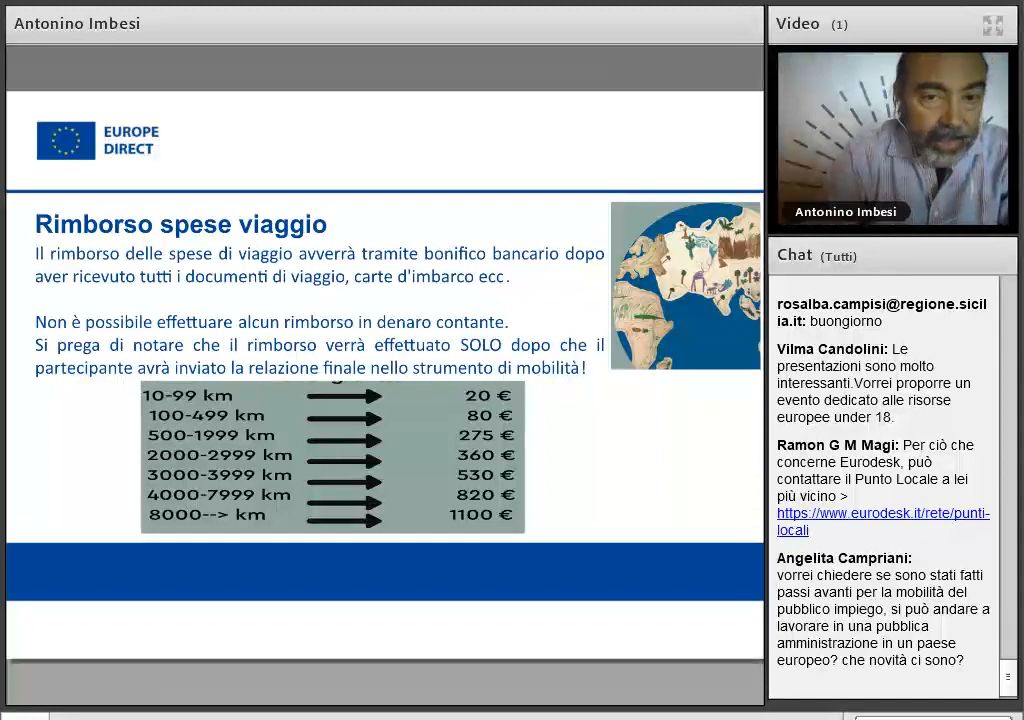 Antonino Imbesi
EUROPE
DIRECT
Rimborso spese viaggio
Il rimborso delle spese di viaggio avverrà tramite bonifico bancario dopo
aver ricevuto tutti i documenti di viaggio, carte d'imbarco ecc.
Non è possibile effettuare alcun rimborso in denaro contante.
Si prega di notare che il rimborso verrà effettuato SOLO dopo che il
partecipante avrà inviato la relazione finale nello strumento di mobilità!
10-99 km 20 €
100-499 km 80 €
500-1999 km 275 €
2000-2999 km 360 €
3000-3999 km 530 €
4000-7999 km 820 €
8000--> km 1100 €
Video (1)
Antonino Imbesi
Chat (Tutti)
rosalba.campisi@regione.sicil
ia.it: buongiorno
Vilma Candolini: Le
presentazioni sono molto
interessanti.Vorrei proporre un
evento dedicato alle risorse
europee under 18.
Ramon G M Magi: Per ciò che
concerne Eurodesk, può
contattare il Punto Locale a lei
più vicino >
https://www.eurodesk.it/rete/punti-
locali
Angelita Campriani:
vorrei chiedere se sono stati fatti
passi avanti per la mobilità del
pubblico impiego, si può andare a
lavorare in una pubblica
amministrazione in un paese
europeo? che novità ci sono?